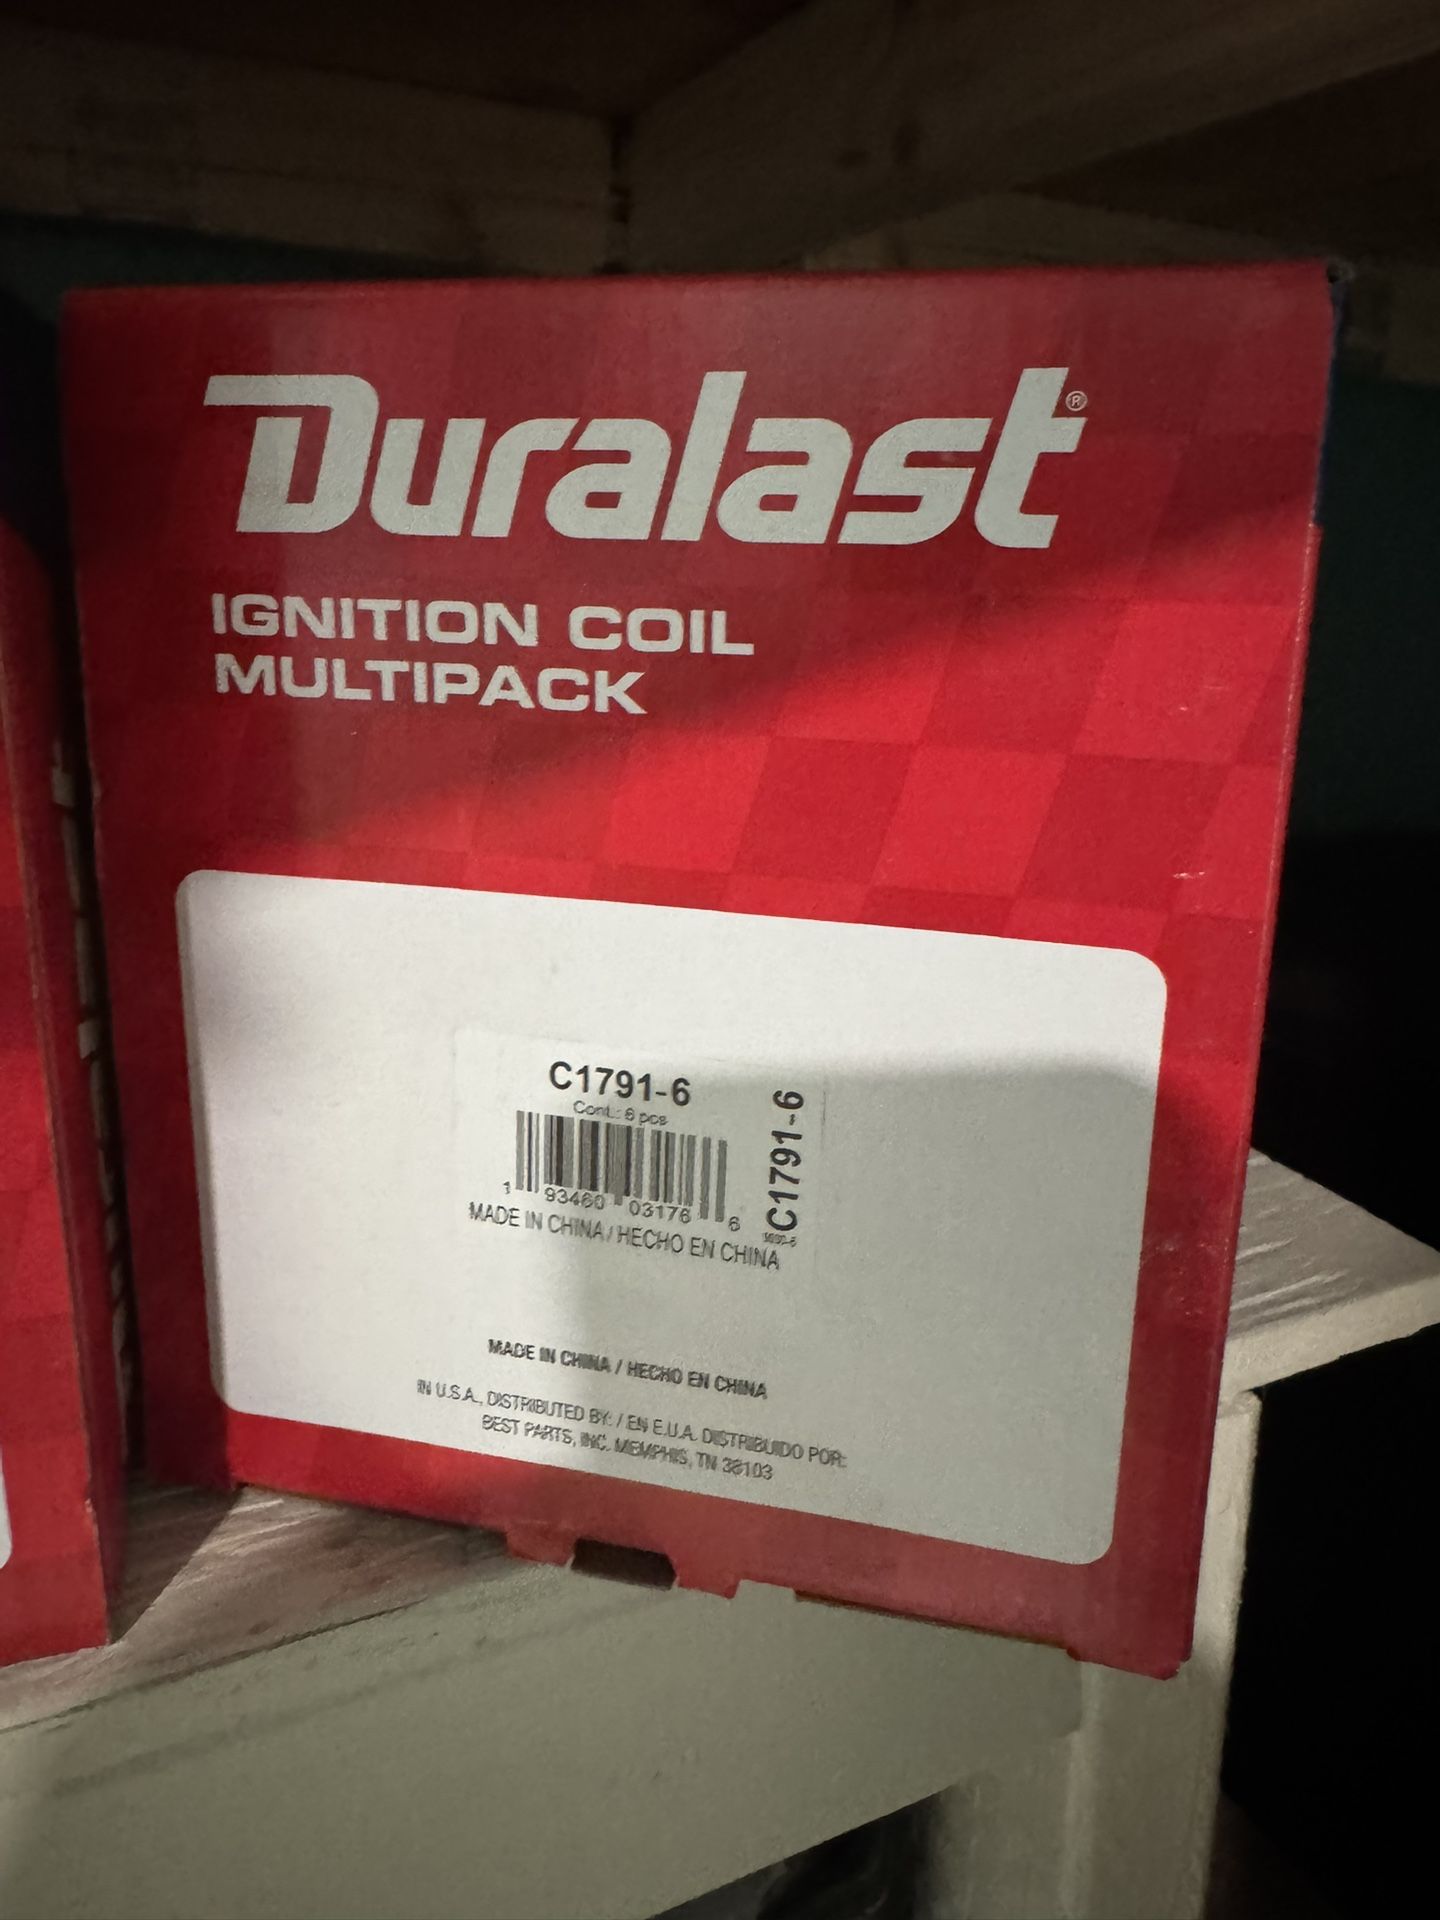 Duralast®
IGNITION COIL
MULTIPACK
C1791-6
Cont.: 6 pcs
1 93460 03176 6
C1791-6
MADE IN CHINA / HECHO EN CHINA
MADE IN CHINA / HECHO EN CHINA
IN U.S.A., DISTRIBUTED BY: / EN E.U.A. DISTRIBUIDO POR:
BEST PARTS, INC. MEMPHIS, TN 38103